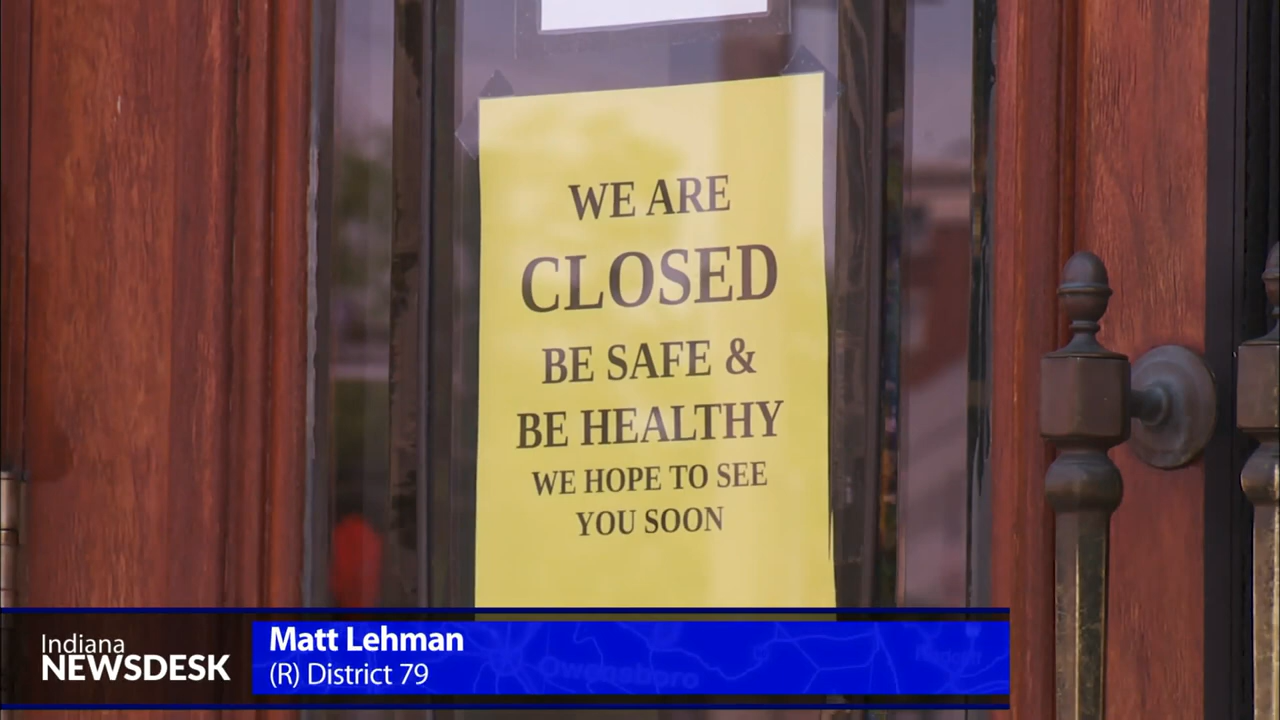 WE ARE
CLOSED
BE SAFE &
BE HEALTHY
WE HOPE TO SEE
YOU SOON
Indiana
NEWSDESK
Matt Lehman
(R) District 79
Owensboro